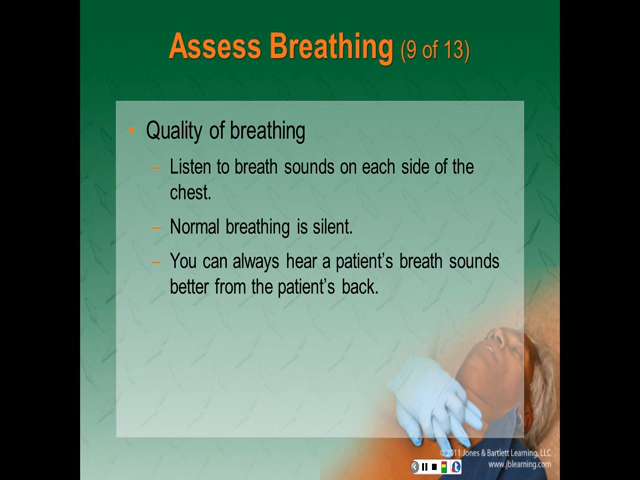 Assess Breathing (9 of 13)
• Quality of breathing
– Listen to breath sounds on each side of the
chest.
– Normal breathing is silent.
– You can always hear a patient's breath sounds
better from the patient's back.
©2011 Jones & Bartlett Learning, LLC
www.jblearning.com